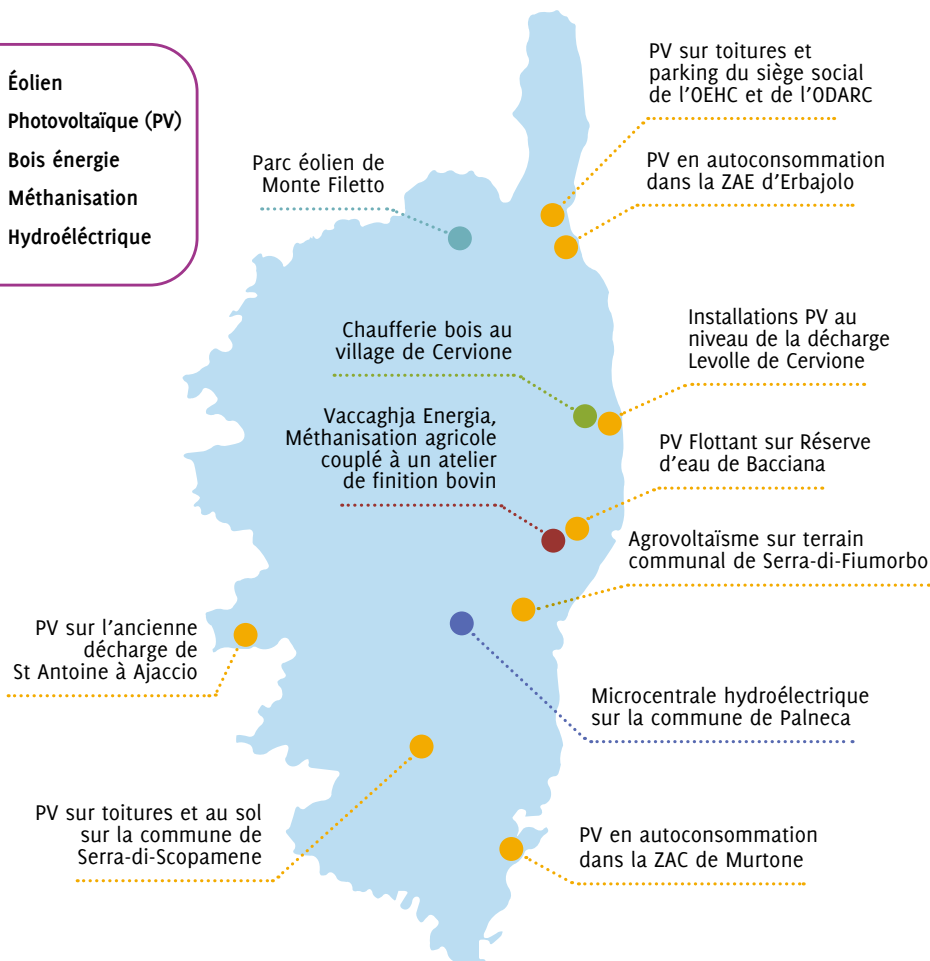 Éolien
Photovoltaïque (PV)
Bois énergie
Méthanisation
Hydroéléctrique
PV sur toitures et
parking du siège social
de l'OEHC et de l'ODARC
Parc éolien de
Monte Filetto
PV en autoconsommation
dans la ZAE d'Erbajolo
Chaufferie bois au
village de Cervione
Installations PV au
niveau de la décharge
Levolle de Cervione
Vaccaghja Energia,
Méthanisation agricole
couplé à un atelier
de finition bovin
PV Flottant sur Réserve
d'eau de Bacciana
Agrovoltaïsme sur terrain
communal de Serra-di-Fiumorbo
PV sur l'ancienne
décharge de
St Antoine à Ajaccio
Microcentrale hydroélectrique
sur la commune de Palneca
PV sur toitures et au sol
sur la commune de
Serra-di-Scopamene
PV en autoconsommation
dans la ZAC de Murtone